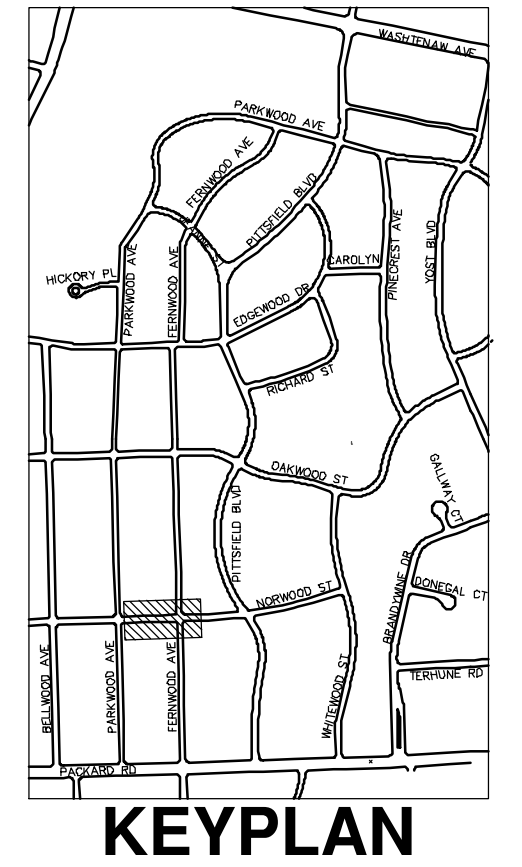 WASHTENAW AVE
PARKWOOD AVE
FERNWOOD AVE
PITTSFIELD BLVD
PINECREST AVE
YOST BLVD
CAROLYN
HICKORY PL
PARKWOOD AVE
FERNWOOD AVE
EDGEWOOD DR
RICHARD ST
OAKWOOD ST
GALLWAY CT
PITTSFIELD BLVD
NORWOOD ST
BRANDYWINE DR
DONEGAL CT
BELLWOOD AVE
PARKWOOD AVE
FERNWOOD AVE
WHITEWOOD ST
TERHUNE RD
PACKARD RD
KEYPLAN